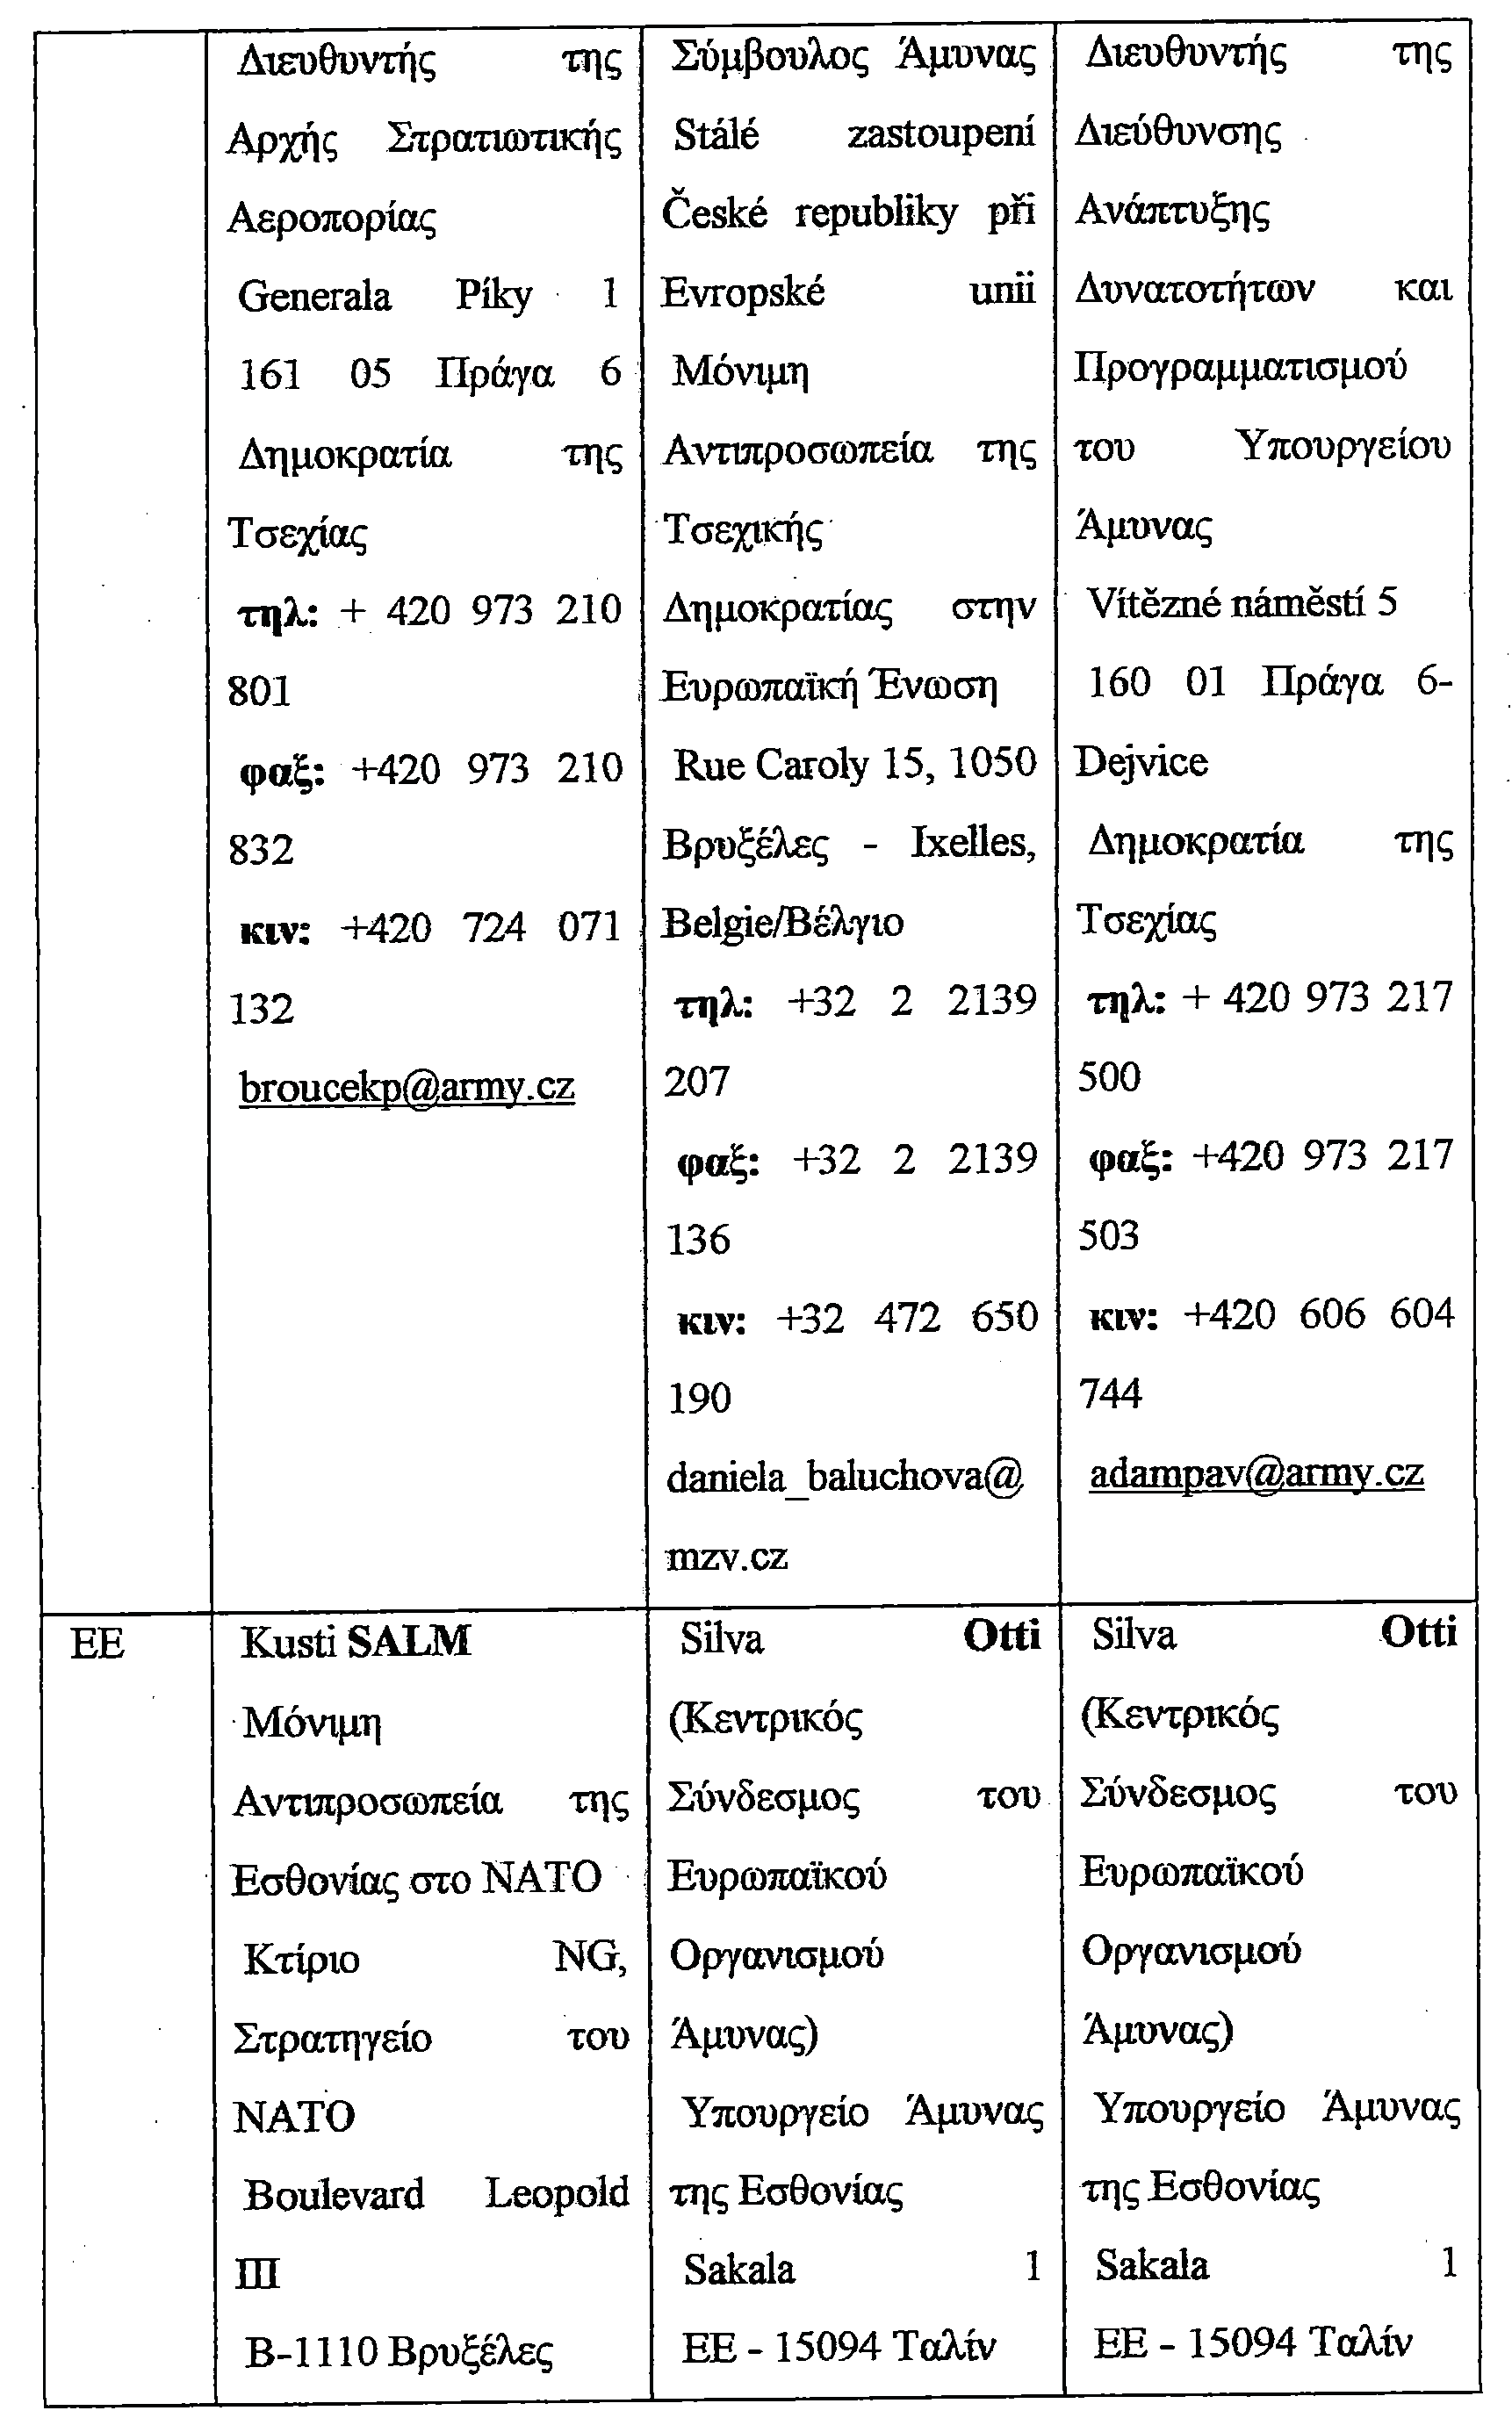 Διευθυντής της
Αρχής Στρατιωτικής
Αεροπορίας
Generala Píky 1
161 05 Πράγα 6
Δημοκρατία της
Τσεχίας
τηλ: + 420 973 210
801
φαξ: +420 973 210
832
κιν: +420 724 071
132
broucekp@army.cz
Σύμβουλος Άμυνας
Stálé zastoupení
České republiky při
Evropské unii
Μόνιμη
Αντιπροσωπεία της
Τσεχικής
Δημοκρατίας στην
Ευρωπαϊκή Ένωση
Rue Caroly 15, 1050
Βρυξέλες - Ixelles,
Belgie/Βέλγιο
τηλ: +32 2 2139
207
φαξ: +32 2 2139
136
κιν: +32 472 650
190
daniela_baluchova@
mzv.cz
Διευθυντής της
Διεύθυνσης
Ανάπτυξης
Δυνατοτήτων και
Προγραμματισμού
του Υπουργείου
Άμυνας
Vítězné náměstí 5
160 01 Πράγα 6-
Dejvice
Δημοκρατία της
Τσεχίας
τηλ: + 420 973 217
500
φαξ: +420 973 217
503
κιν: +420 606 604
744
adampav@army.cz
EE
Kusti SALM
Μόνιμη
Αντιπροσωπεία της
Εσθονίας στο NATO
Κτίριο NG,
Στρατηγείο του
NATO
Boulevard Leopold
III
B-1110 Βρυξέλες
Silva Otti
(Κεντρικός
Σύνδεσμος του
Ευρωπαϊκού
Οργανισμού
Άμυνας)
Υπουργείο Άμυνας
της Εσθονίας
Sakala 1
EE - 15094 Ταλίν
Silva Otti
(Κεντρικός
Σύνδεσμος του
Ευρωπαϊκού
Οργανισμού
Άμυνας)
Υπουργείο Άμυνας
της Εσθονίας
Sakala 1
EE - 15094 Ταλίν